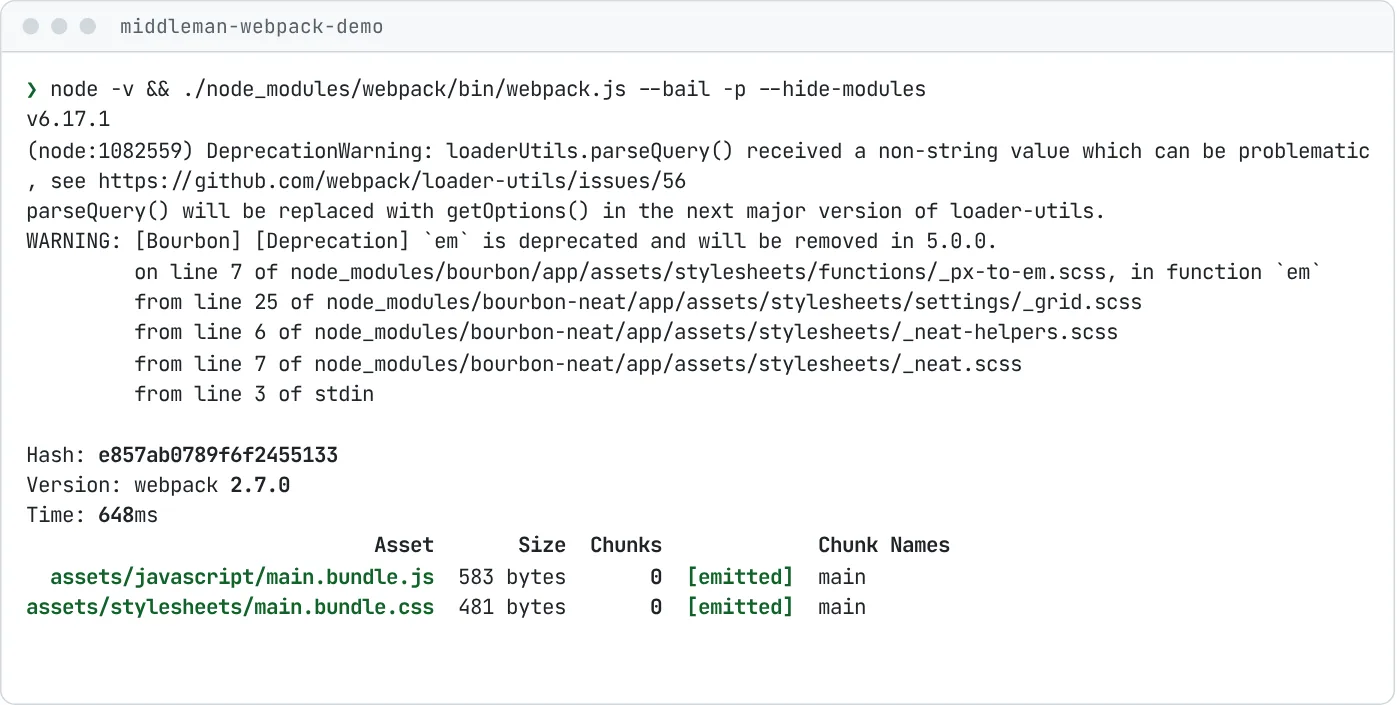 middleman-webpack-demo
❯ node -v && ./node_modules/webpack/bin/webpack.js --bail -p --hide-modules
v6.17.1
(node:1082559) DeprecationWarning: loaderUtils.parseQuery() received a non-string value which can be problematic
, see https://github.com/webpack/loader-utils/issues/56
parseQuery() will be replaced with getOptions() in the next major version of loader-utils.
WARNING: [Bourbon] [Deprecation] `em` is deprecated and will be removed in 5.0.0.
         on line 7 of node_modules/bourbon/app/assets/stylesheets/functions/_px-to-em.scss, in function `em`
         from line 25 of node_modules/bourbon-neat/app/assets/stylesheets/settings/_grid.scss
         from line 6 of node_modules/bourbon-neat/app/assets/stylesheets/_neat-helpers.scss
         from line 7 of node_modules/bourbon-neat/app/assets/stylesheets/_neat.scss
         from line 3 of stdin
Hash: e857ab0789f6f2455133
Version: webpack 2.7.0
Time: 648ms
                             Asset       Size  Chunks             Chunk Names
  assets/javascript/main.bundle.js  583 bytes       0  [emitted]  main
assets/stylesheets/main.bundle.css  481 bytes       0  [emitted]  main